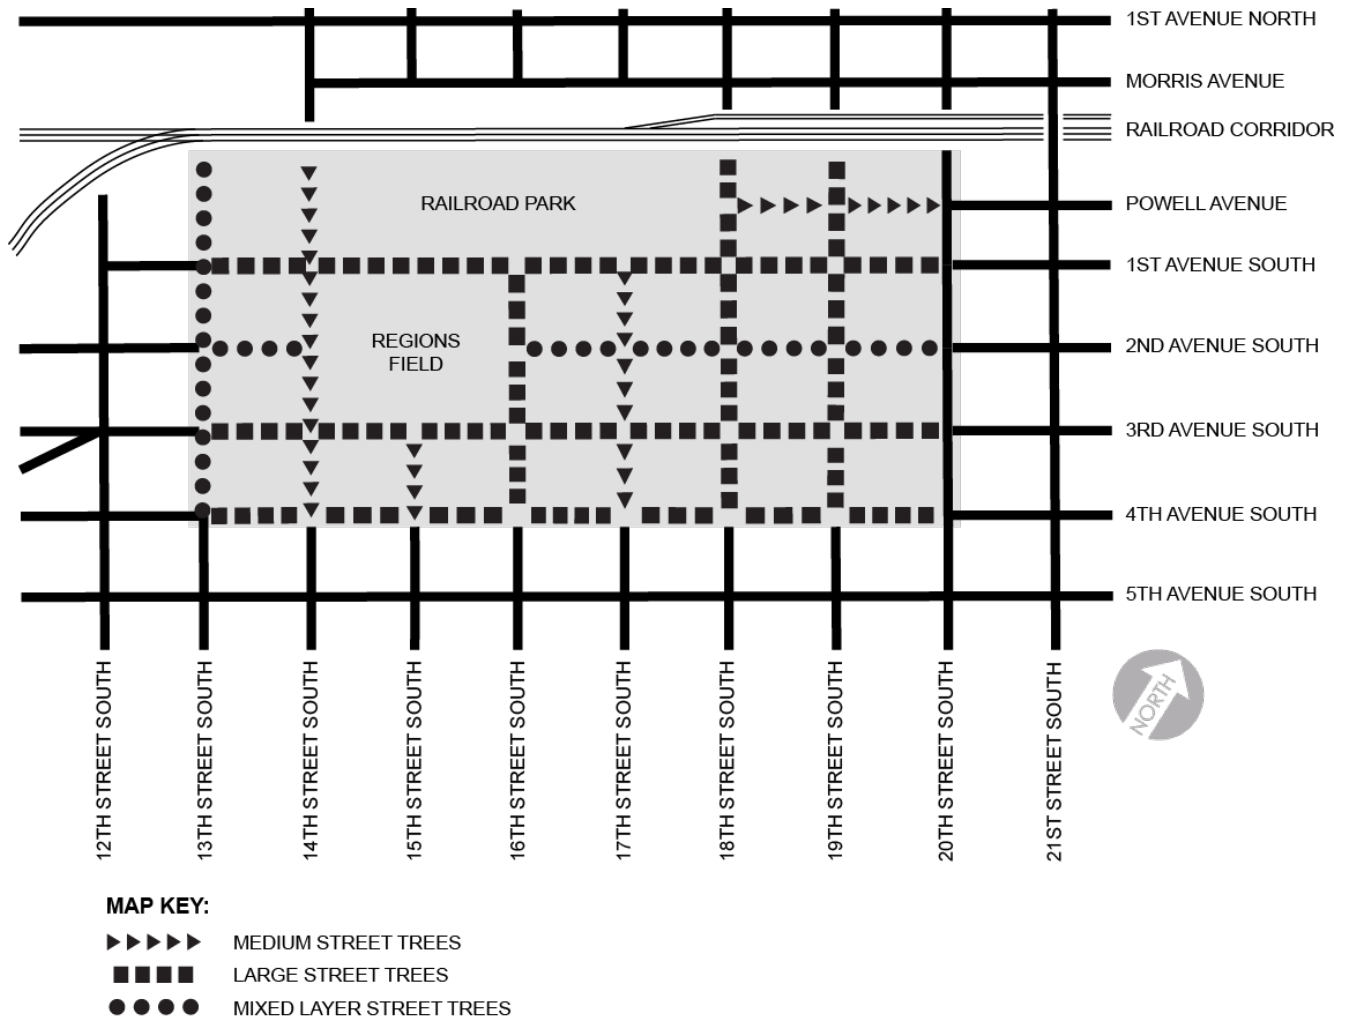 1ST AVENUE NORTH
MORRIS AVENUE
RAILROAD CORRIDOR
RAILROAD PARK
POWELL AVENUE
1ST AVENUE SOUTH
REGIONS
FIELD
2ND AVENUE SOUTH
3RD AVENUE SOUTH
4TH AVENUE SOUTH
5TH AVENUE SOUTH
12TH STREET SOUTH
13TH STREET SOUTH
14TH STREET SOUTH
15TH STREET SOUTH
16TH STREET SOUTH
17TH STREET SOUTH
18TH STREET SOUTH
19TH STREET SOUTH
20TH STREET SOUTH
21ST STREET SOUTH
NORTH
MAP KEY:
MEDIUM STREET TREES
LARGE STREET TREES
MIXED LAYER STREET TREES